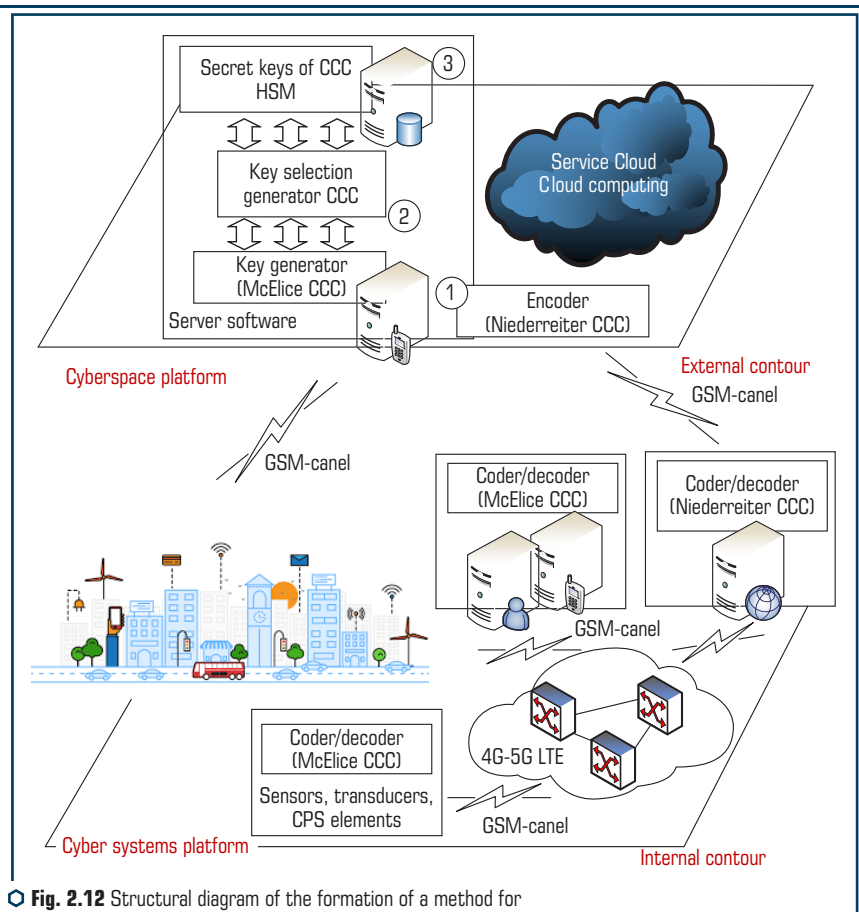 Secret keys of CCC
HSM
3
Key selection
generator CCC
2
Key generator
(McElice CCC)
Server software
1
Encoder
(Niederreiter CCC)
Service Cloud
Cloud computing
Cyberspace platform
External contour
GSM-canel
GSM-canel
Coder/decoder
(McElice CCC)
Coder/decoder
(Niederreiter CCC)
GSM-canel
4G-5G LTE
Coder/decoder
(McElice CCC)
Sensors, transducers,
CPS elements
GSM-canel
Cyber systems platform
Internal contour
Fig. 2.12 Structural diagram of the formation of a method for